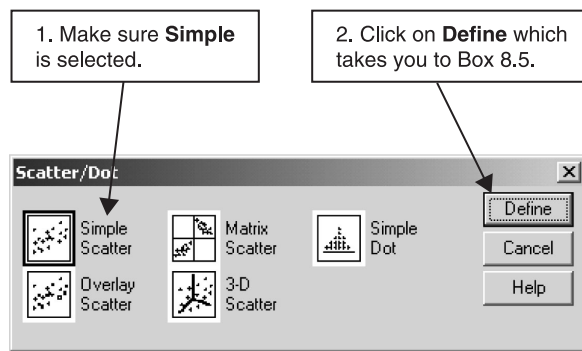 1. Make sure Simple
is selected.
2. Click on Define which
takes you to Box 8.5.
Scatter/Dot
Simple
Scatter
Matrix
Scatter
Simple
Dot
Overlay
Scatter
3-D
Scatter
Define
Cancel
Help